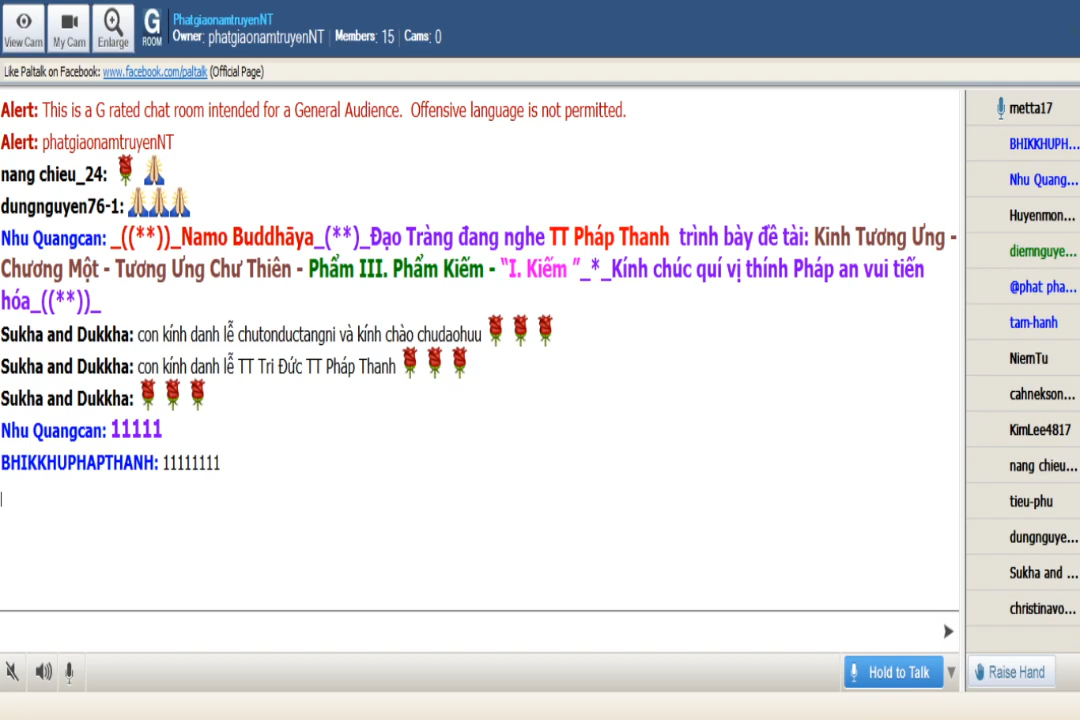 View Cam
My Cam
Enlarge
G
ROOM
PhatgiaonamtruyenNT
Owner: phatgiaonamtruyenNT | Members: 15 | Cams: 0
Like Paltalk on Facebook: www.facebook.com/paltalk (Official Page)
Alert: This is a G rated chat room intended for a General Audience. Offensive language is not permitted.
Alert: phatgiaonamtruyenNT
nang chieu_24:
dungnguyen76-1:
Nhu Quangcan: _((**))_Namo Buddhāya_(**)_Đạo Tràng đang nghe TT Pháp Thanh trình bày đề tài: Kinh Tương Ưng -
Chương Một - Tương Ưng Chư Thiên - Phẩm III. Phẩm Kiếm - “I. Kiếm ”_*_Kính chúc quí vị thính Pháp an vui tiến
hóa_((**))_
Sukha and Dukkha: con kính danh lễ chutonductangni và kính chào chudaohuu
Sukha and Dukkha: con kính danh lễ TT Tri Đức TT Pháp Thanh
Sukha and Dukkha:
Nhu Quangcan: 11111
BHIKKHUPHAPTHANH: 11111111
metta17
BHIKKHUPH...
Nhu Quang...
Huyenmon...
diemnguye...
@phat pha...
tam-hanh
NiemTu
cahnekson...
KimLee4817
nang chieu...
tieu-phu
dungnguye...
Sukha and ...
christinavo...
Hold to Talk
Raise Hand